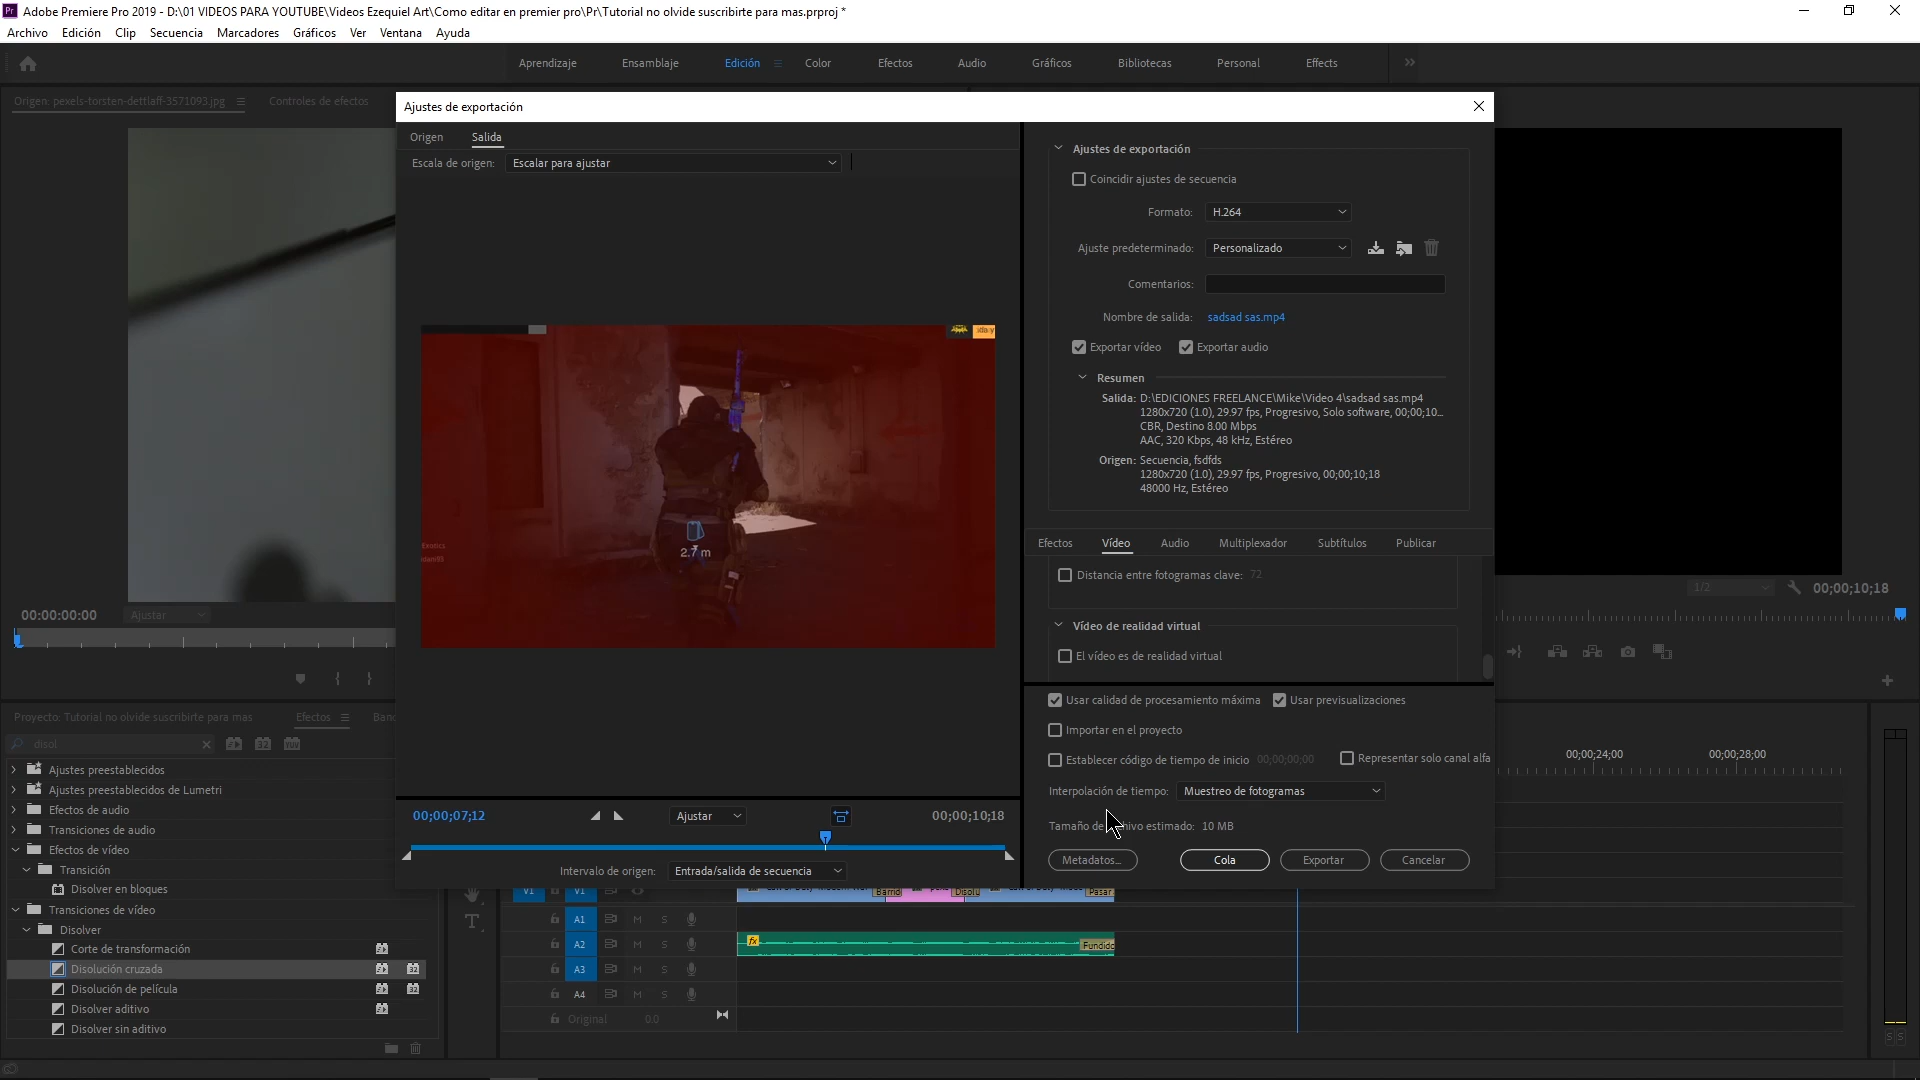 Adobe Premiere Pro 2019 - D:\01 VIDEOS PARA YOUTUBE\Videos Ezequiel Art\Como editar en premier pro\Pr\Tutorial no olvide suscribirte para mas.prproj *
Archivo Edición Clip Secuencia Marcadores Gráficos Ver Ventana Ayuda
Aprendizaje Ensamblaje Edición Color Efectos Audio Gráficos Bibliotecas Personal Effects
Origen: pexels-torsten-dettlaff-3571093.jpg Controles de efectos
Ajustes de exportación
Origen Salida
Escala de origen: Escalar para ajustar
2.7 m
00;00;07;12 Ajustar 00;00;10;18
Intervalo de origen: Entrada/salida de secuencia
Ajustes de exportación
Coincidir ajustes de secuencia
Formato: H.264
Ajuste predeterminado: Personalizado
Comentarios:
Nombre de salida: sadsad sas.mp4
Exportar vídeo Exportar audio
Resumen
Salida: D:\EDICIONES FREELANCE\Mike\Video 4\sadsad sas.mp4
1280x720 (1.0), 29.97 fps, Progresivo, Solo software, 00;00;10...
CBR, Destino 8.00 Mbps
AAC, 320 Kbps, 48 kHz, Estéreo
Origen: Secuencia, fsdfds
1280x720 (1.0), 29.97 fps, Progresivo, 00;00;10;18
48000 Hz, Estéreo
Efectos Vídeo Audio Multiplexador Subtítulos Publicar
Distancia entre fotogramas clave: 72
Vídeo de realidad virtual
El vídeo es de realidad virtual
Usar calidad de procesamiento máxima Usar previsualizaciones
Importar en el proyecto
Establecer código de tiempo de inicio 00;00;00;00 Representar solo canal alfa
Interpolación de tiempo: Muestreo de fotogramas
Tamaño de archivo estimado: 10 MB
Metadatos... Cola Exportar Cancelar
00:00:00:00 Ajustar
1/2 00;00;10;18
Proyecto: Tutorial no olvide suscribirte para mas Efectos
disol
Ajustes preestablecidos
Ajustes preestablecidos de Lumetri
Efectos de audio
Transiciones de audio
Efectos de vídeo
Transición
Disolver en bloques
Transiciones de vídeo
Disolver
Corte de transformación
Disolución cruzada
Disolución de película
Disolver aditivo
Disolver sin aditivo
00;00;24;00 00;00;28;00
V1 V1 Barrid Disolu Pasar
A1 M S
A2 M S fx Fundido
A3 M S
A4 M S
Original 0.0
S S